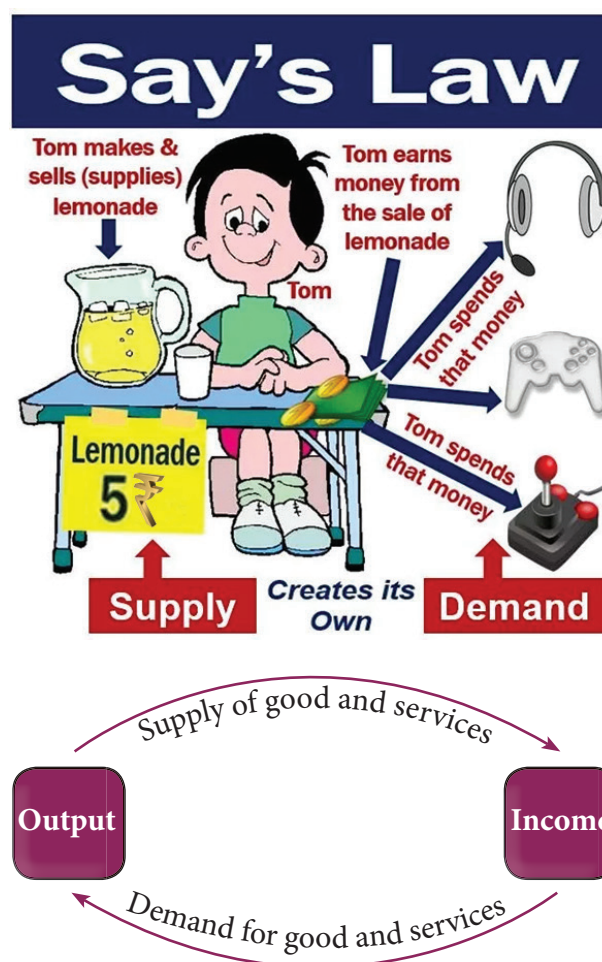 Say's Law
Tom makes &
sells (supplies)
lemonade
Tom earns
money from
the sale of
lemonade
Tom
Tom spends
that money
Tom spends
that money
Lemonade
5₹
Supply
Creates its
Own
Demand
Supply of good and services
Output
Income
Demand for good and services